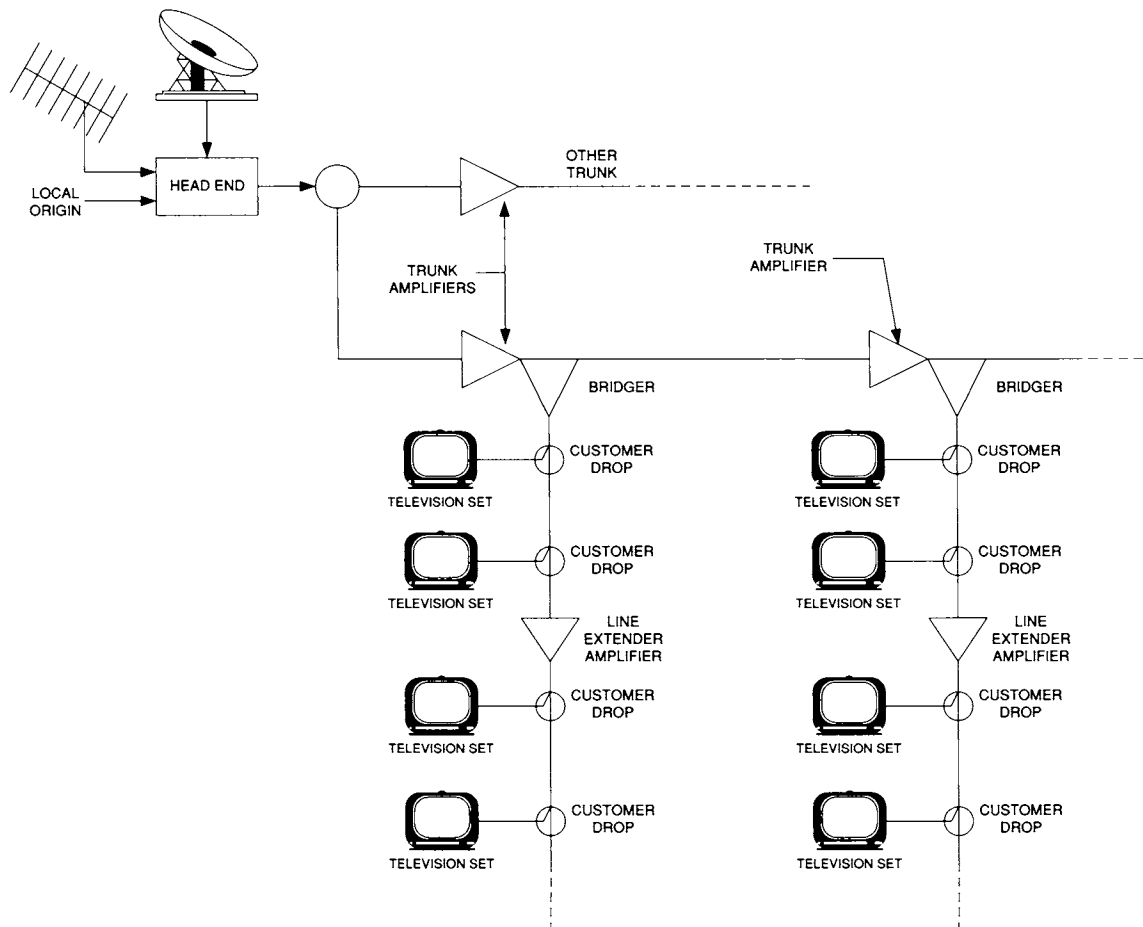 HEAD END
LOCAL
ORIGIN
OTHER
TRUNK
TRUNK
AMPLIFIERS
TRUNK
AMPLIFIER
BRIDGER
BRIDGER
CUSTOMER
DROP
TELEVISION SET
CUSTOMER
DROP
TELEVISION SET
CUSTOMER
DROP
TELEVISION SET
CUSTOMER
DROP
TELEVISION SET
LINE
EXTENDER
AMPLIFIER
LINE
EXTENDER
AMPLIFIER
CUSTOMER
DROP
TELEVISION SET
CUSTOMER
DROP
TELEVISION SET
CUSTOMER
DROP
TELEVISION SET
CUSTOMER
DROP
TELEVISION SET